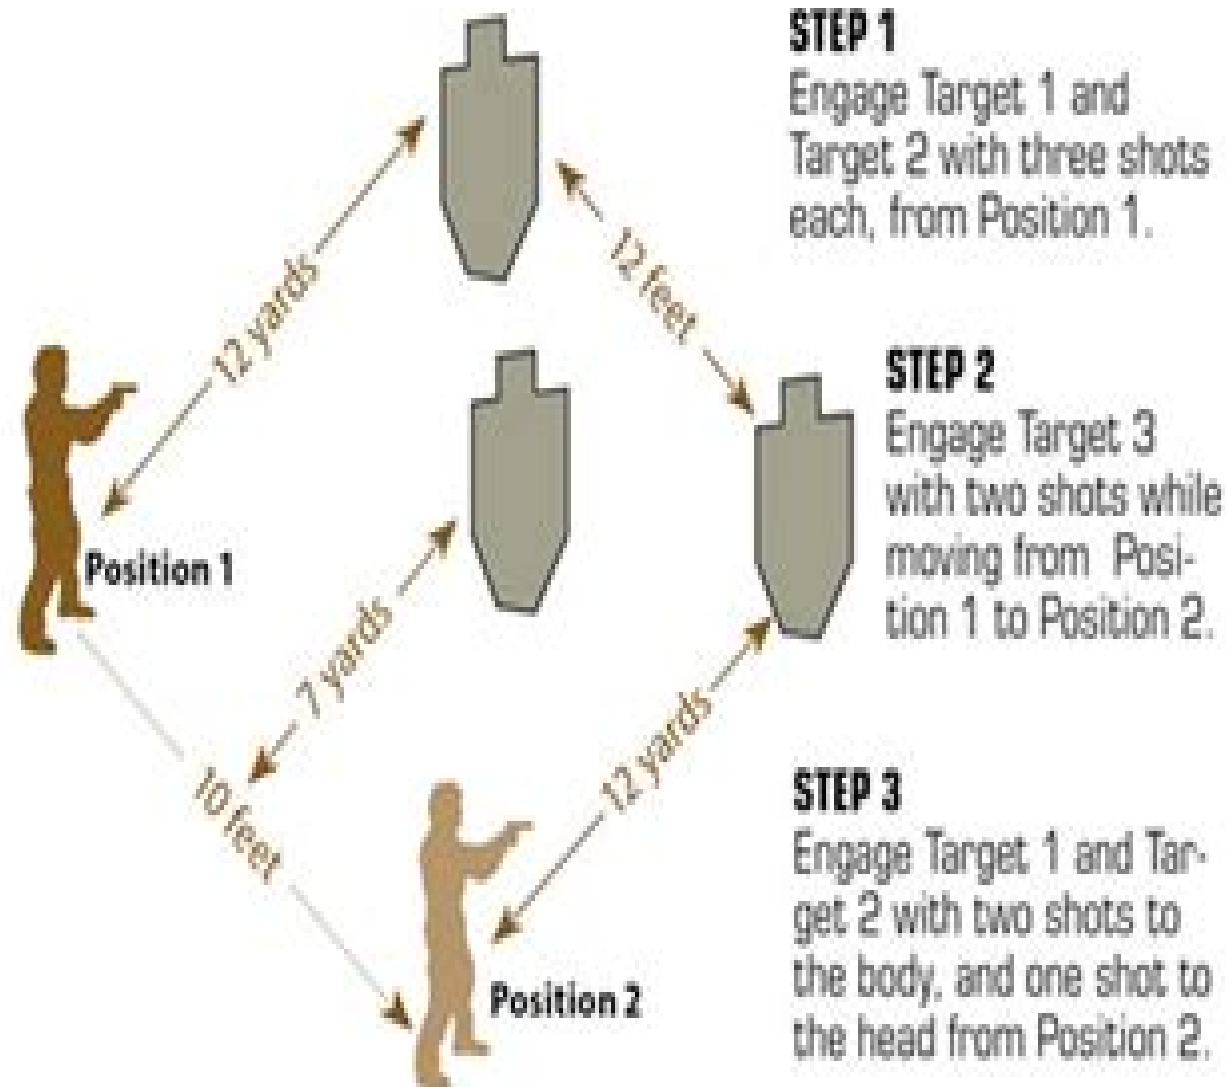 STEP 1
Engage Target 1 and
Target 2 with three shots
each, from Position 1.
12 yards
12 feet
STEP 2
Engage Target 3
with two shots while
moving from Posi-
tion 1 to Position 2.
Position 1
7 yards
12 yards
10 feet
STEP 3
Engage Target 1 and Tar-
get 2 with two shots to
the body, and one shot to
the head from Position 2.
Position 2